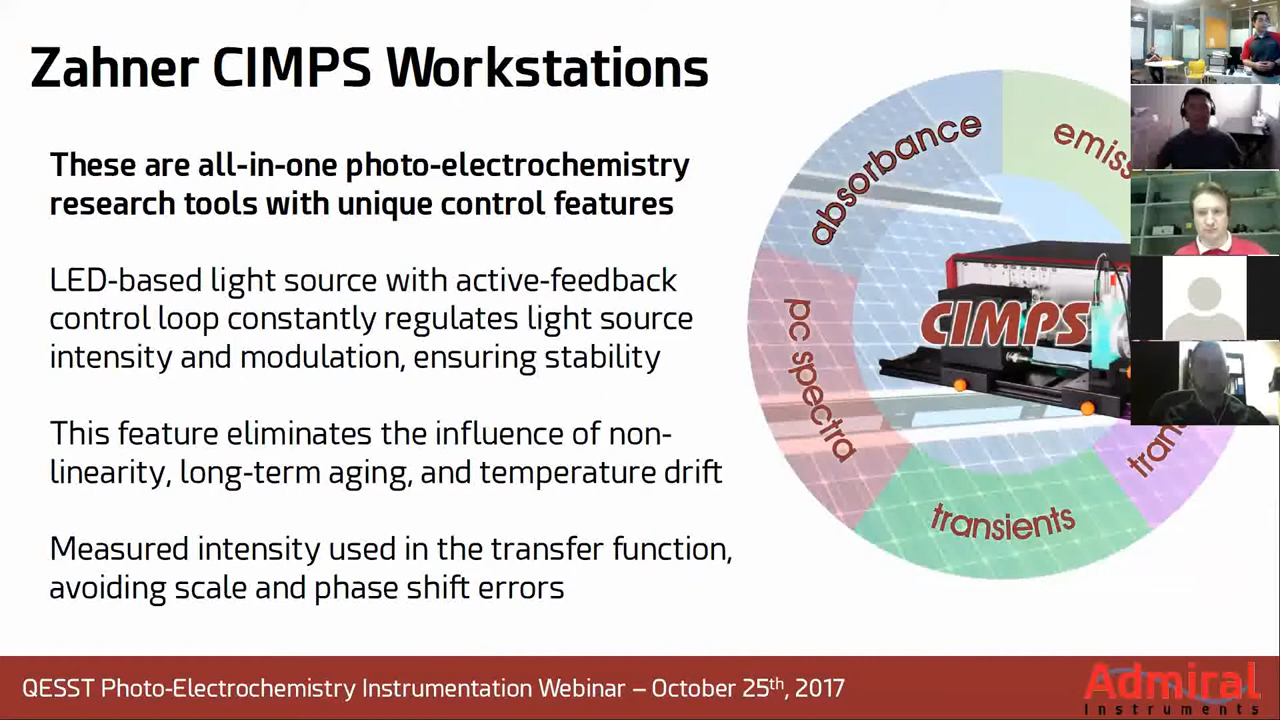 Zahner CIMPS Workstations
These are all-in-one photo-electrochemistry
research tools with unique control features
LED-based light source with active-feedback
control loop constantly regulates light source
intensity and modulation, ensuring stability
This feature eliminates the influence of non-
linearity, long-term aging, and temperature drift
Measured intensity used in the transfer function,
avoiding scale and phase shift errors
absorbance
emiss
pc spectra
CIMPS
trans
transients
QESST Photo-Electrochemistry Instrumentation Webinar – October 25th, 2017
Admiral
Instruments